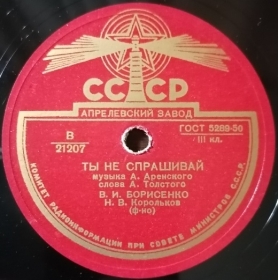 СССР
АПРЕЛЕВСКИЙ ЗАВОД
В
21207
ГОСТ 5289-50
III кл.
ТЫ НЕ СПРАШИВАЙ
музыка А. Аренского
слова А. Толстого
В. И. БОРИСЕНКО
Н. В. Корольков
(ф-но)
КОМИТЕТ РАДИОИНФОРМАЦИИ ПРИ СОВЕТЕ МИНИСТРОВ С.С.С.Р.